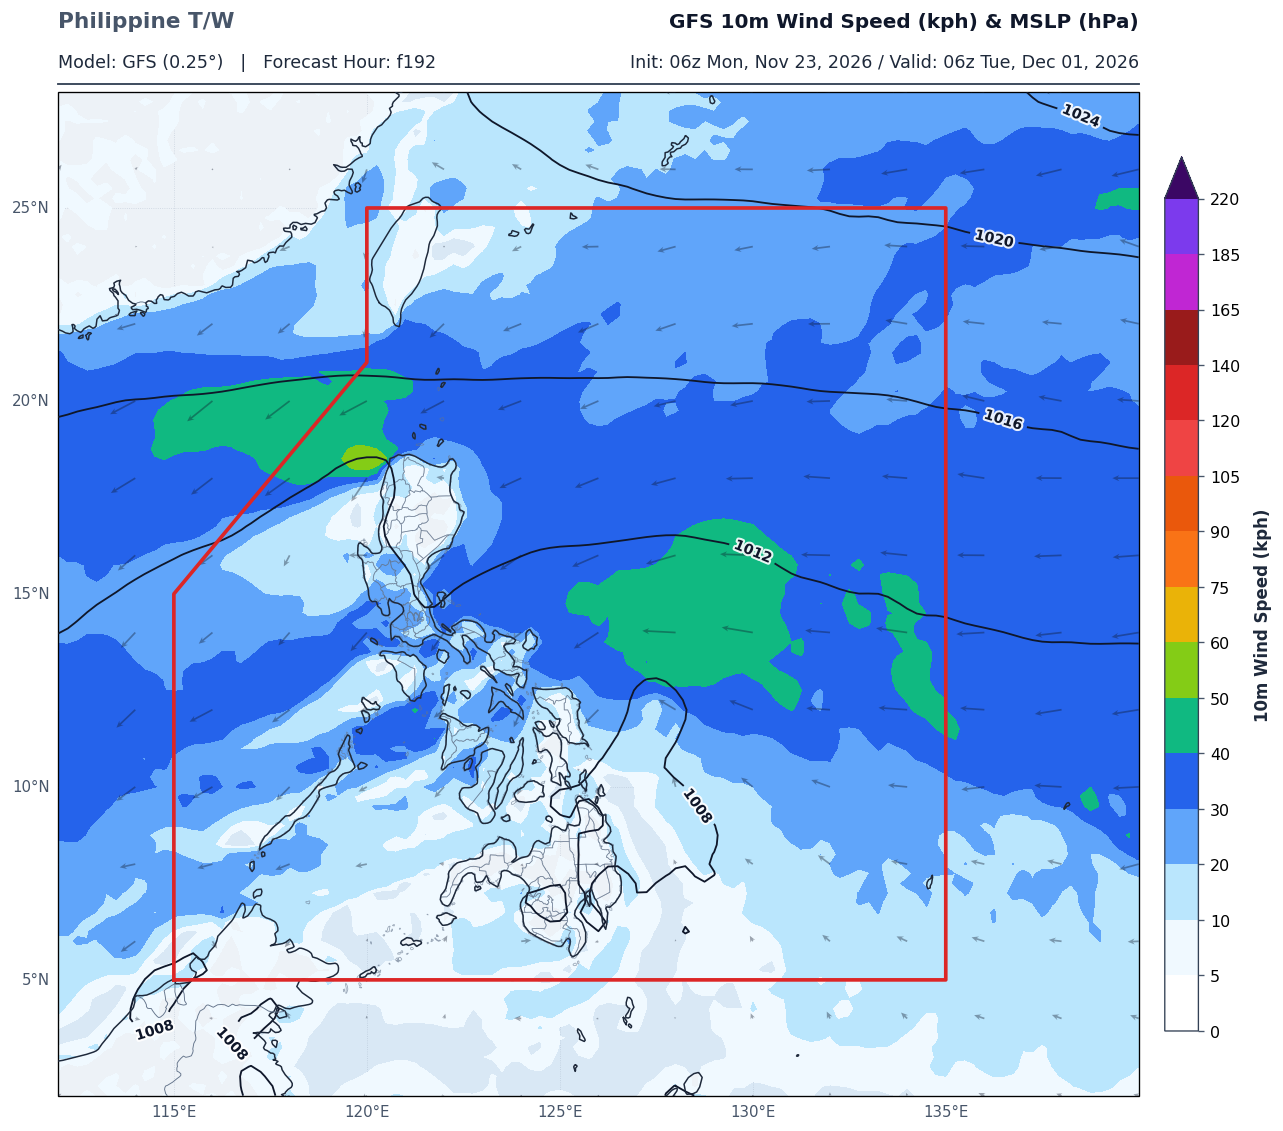 Philippine T/W
GFS 10m Wind Speed (kph) & MSLP (hPa)
Model: GFS (0.25°)   |   Forecast Hour: f192
Init: 06z Mon, Nov 23, 2026 / Valid: 06z Tue, Dec 01, 2026
1024
1020
1016
1012
1008
1008
1008
25°N
20°N
15°N
10°N
5°N
115°E
120°E
125°E
130°E
135°E
220
185
165
140
120
105
90
75
60
50
40
30
20
10
5
0
10m Wind Speed (kph)